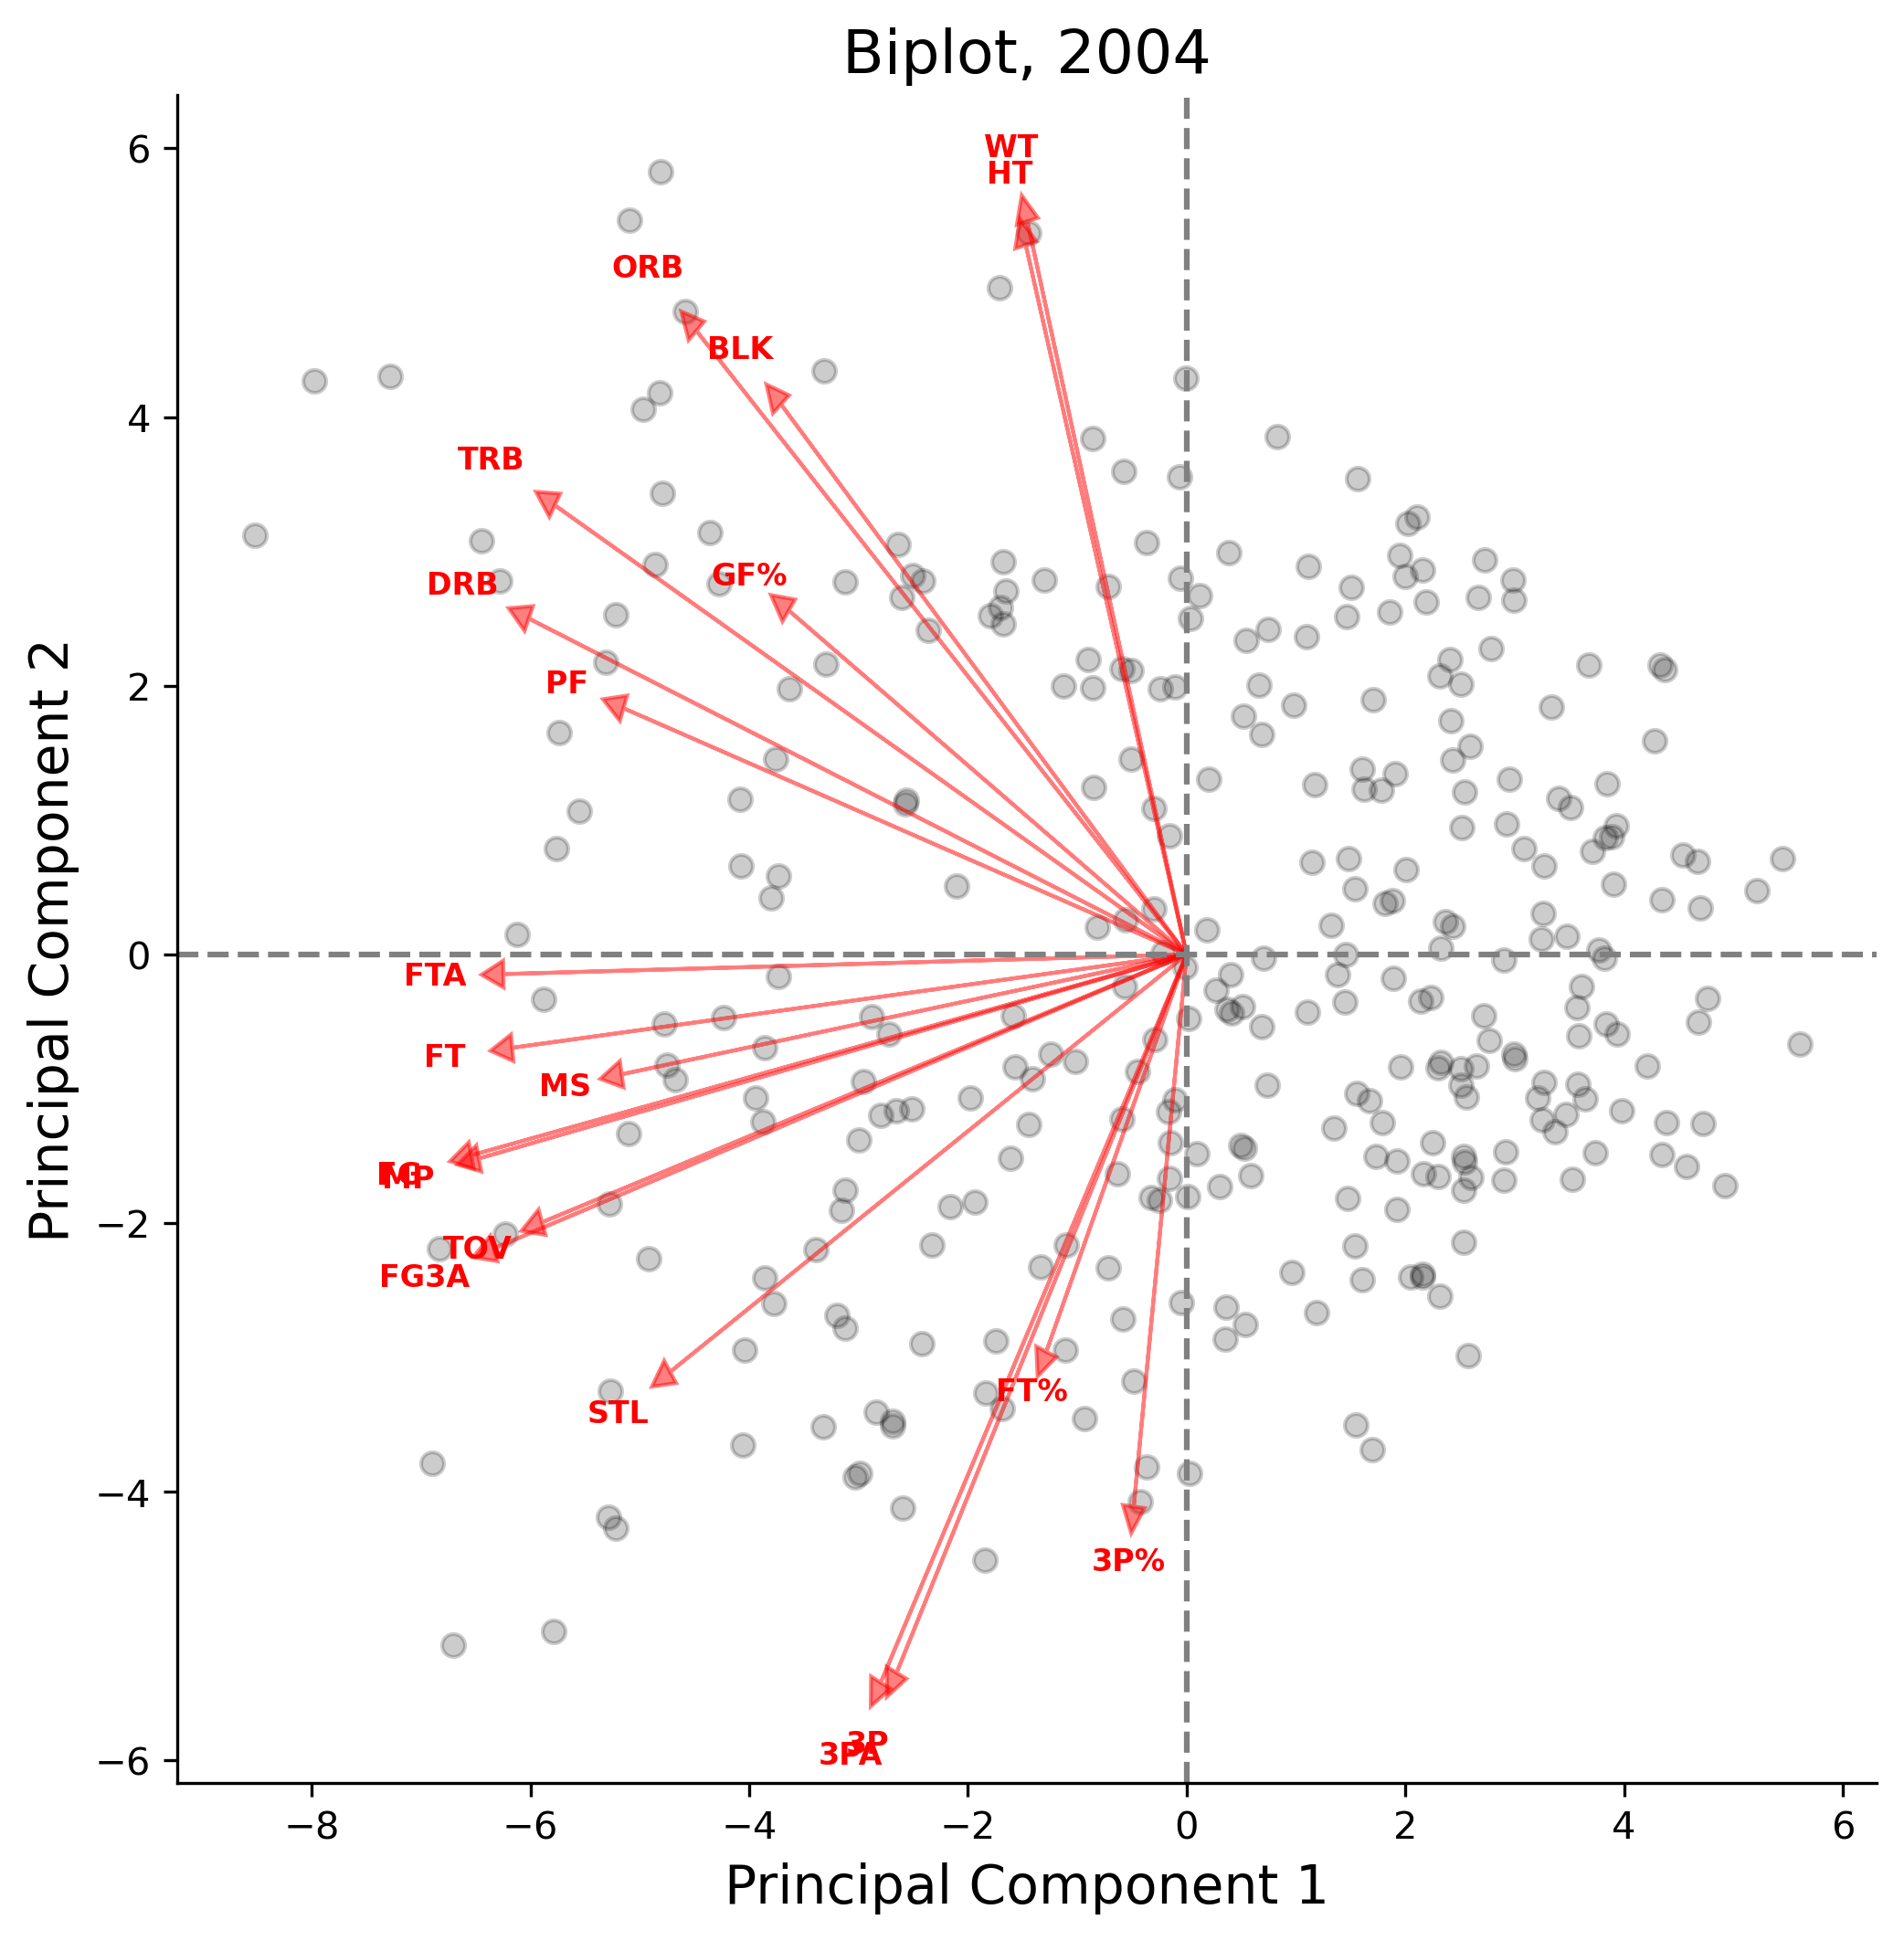 Biplot, 2004
Principal Component 2
6
4
2
0
−2
−4
−6
WT
HT
ORB
BLK
TRB
GF%
DRB
PF
FTA
FT
MS
FG
MP
TOV
FG3A
STL
FT%
3P%
3P
3PA
−8
−6
−4
−2
0
2
4
6
Principal Component 1